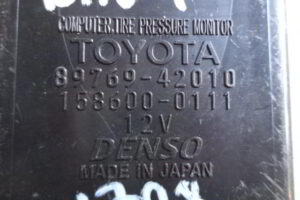 COMPUTER.TIRE PRESSURE MONITOR
TOYOTA
89769-42010
158600-0111
12V
DENSO
MADE IN JAPAN